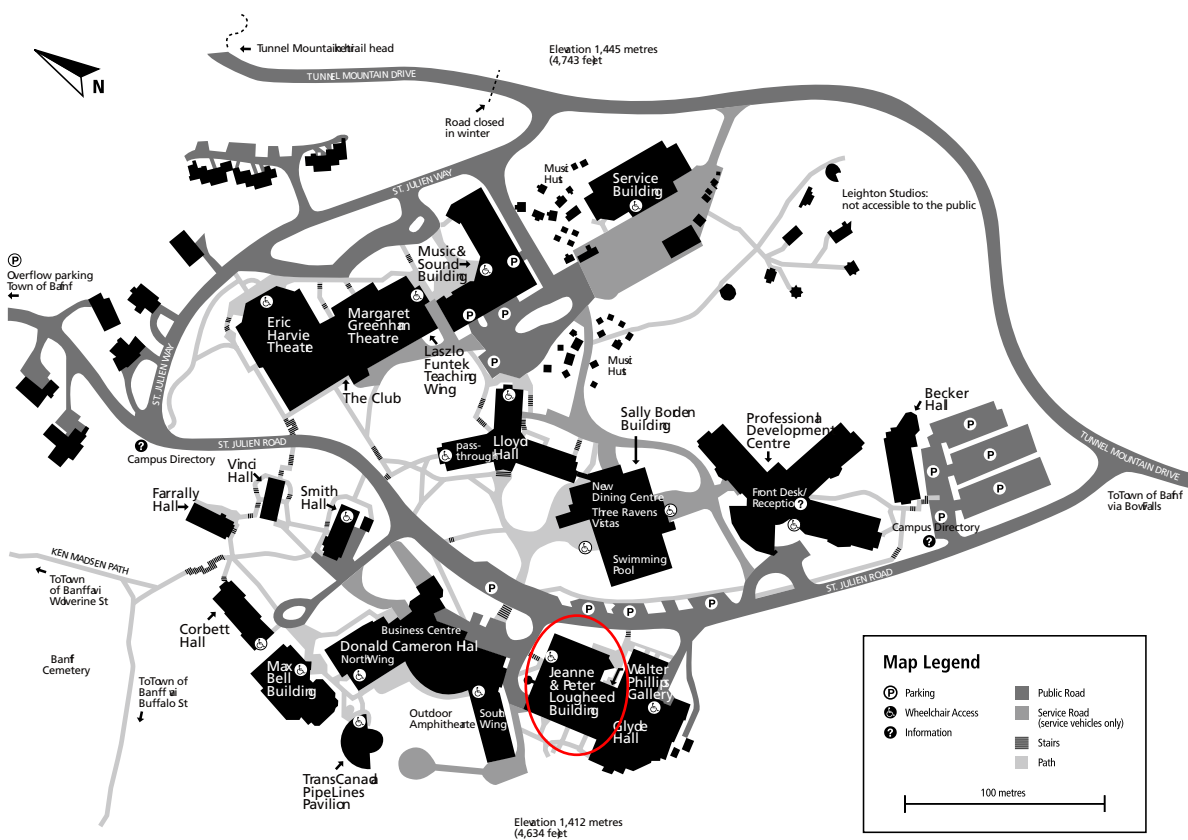 Tunnel Mountain trail head
Elevation 1,445 metres
(4,743 feet)
TUNNEL MOUNTAIN DRIVE
N
Road closed
in winter
ST. JULIEN WAY
Music
Huts
Service
Building
Leighton Studios:
not accessible to the public
P
Overflow parking
Town of Banff
Music &
Sound
Building
P
Eric
Harvie
Theatre
Margaret
Greenham
Theatre
P
P
Laszlo
Funtek
Teaching
Wing
P
Music
Huts
The Club
ST. JULIEN WAY
Becker
Hall
Sally Borden
Building
Professional
Development
Centre
P
P
P
P
P
TUNNEL MOUNTAIN DRIVE
To Town of Banff
via Bow Falls
ST. JULIEN ROAD
?
Campus Directory
pass-
through
Lloyd
Hall
Vinci
Hall
Farrally
Hall
Smith
Hall
New
Dining Centre
Three Ravens
Vistas
Swimming
Pool
Front Desk/
Reception
?
Campus Directory
?
KEN MADSEN PATH
To Town
of Banff via
Wolverine St
ST. JULIEN ROAD
P
P
P
P
Corbett
Hall
Business Centre
Donald Cameron Hall
North Wing
Banff
Cemetery
To Town of
Banff via
Buffalo St
Max
Bell
Building
Jeanne
& Peter
Lougheed
Building
Walter
Phillips
Gallery
Glyde
Hall
Outdoor
Amphitheatre
South
Wing
TransCanada
PipeLines
Pavilion
Elevation 1,412 metres
(4,634 feet)
Map Legend
P Parking
Wheelchair Access
? Information
Public Road
Service Road
(service vehicles only)
Stairs
Path
100 metres